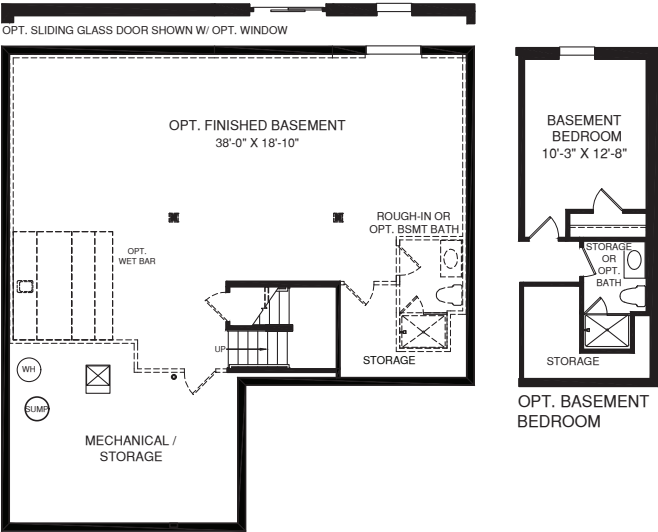 OPT. SLIDING GLASS DOOR SHOWN W/ OPT. WINDOW
OPT. FINISHED BASEMENT
38'-0" X 18'-10"
ROUGH-IN OR
OPT. BSMT BATH
OPT.
WET BAR
UP
STORAGE
WH
SUMP
MECHANICAL /
STORAGE
BASEMENT
BEDROOM
10'-3" X 12'-8"
STORAGE
OR
OPT.
BATH
STORAGE
OPT. BASEMENT
BEDROOM